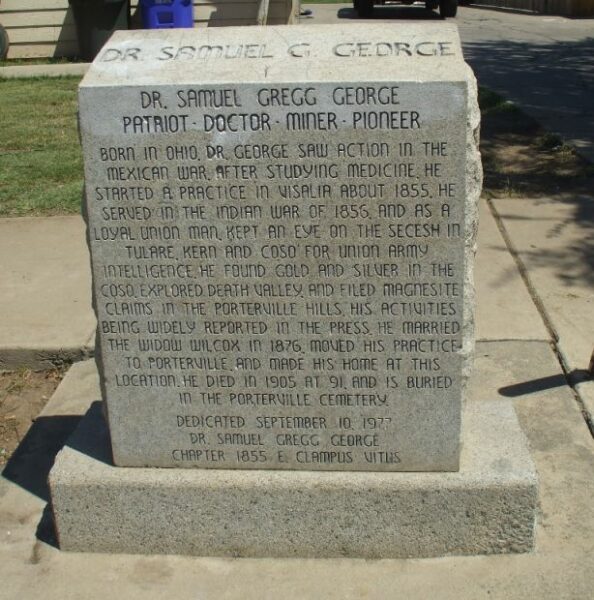 DR. SAMUEL G. GEORGE
DR. SAMUEL GREGG GEORGE
PATRIOT - DOCTOR - MINER - PIONEER
BORN IN OHIO, DR. GEORGE SAW ACTION IN THE
MEXICAN WAR. AFTER STUDYING MEDICINE, HE
STARTED A PRACTICE IN VISALIA ABOUT 1855. HE
SERVED IN THE INDIAN WAR OF 1856, AND AS A
LOYAL UNION MAN, KEPT AN EYE ON THE SECESH IN
TULARE, KERN AND COSO FOR UNION ARMY
INTELLIGENCE. HE FOUND GOLD AND SILVER IN THE
COSO, EXPLORED DEATH VALLEY, AND FILED MAGNESITE
CLAIMS IN THE PORTERVILLE HILLS, HIS ACTIVITIES
BEING WIDELY REPORTED IN THE PRESS. HE MARRIED
THE WIDOW WILCOX IN 1876, MOVED HIS PRACTICE
TO PORTERVILLE, AND MADE HIS HOME AT THIS
LOCATION. HE DIED IN 1905 AT 91, AND IS BURIED
IN THE PORTERVILLE CEMETERY.
DEDICATED SEPTEMBER 10, 1977
DR. SAMUEL GREGG GEORGE
CHAPTER 1855 E. CLAMPUS VITUS